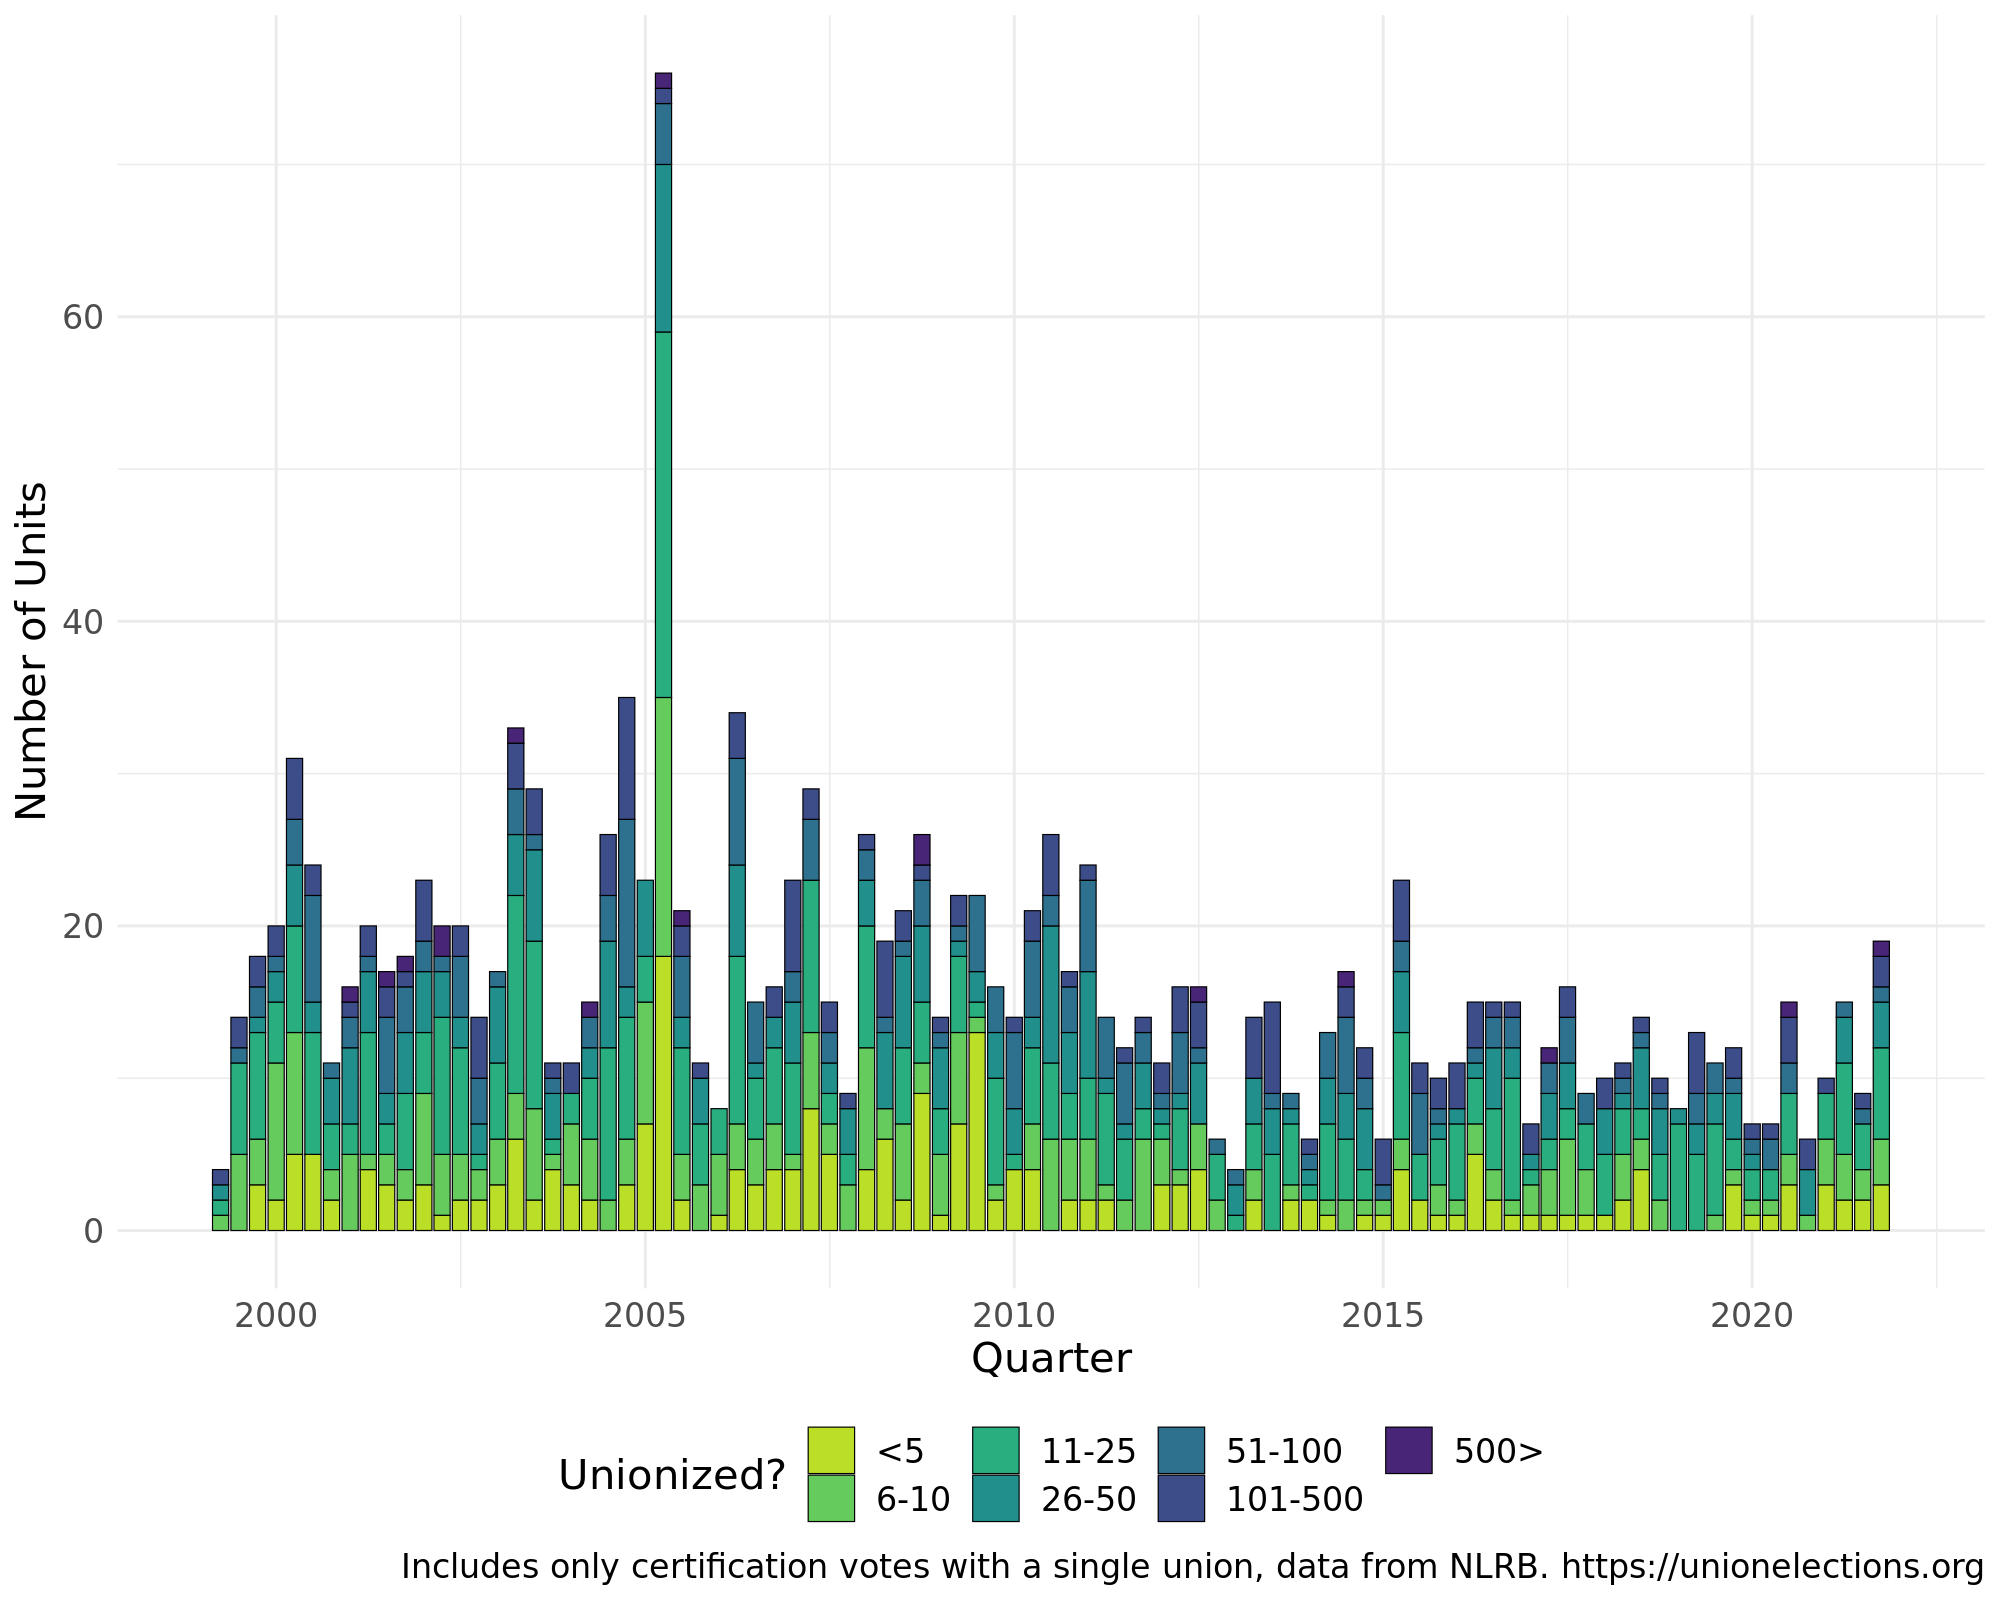 60
40
20
0
Number of Units
2000 2005 2010 2015 2020
Quarter
Unionized?
<5 11-25 51-100 500>
6-10 26-50 101-500
Includes only certification votes with a single union, data from NLRB. https://unionelections.org